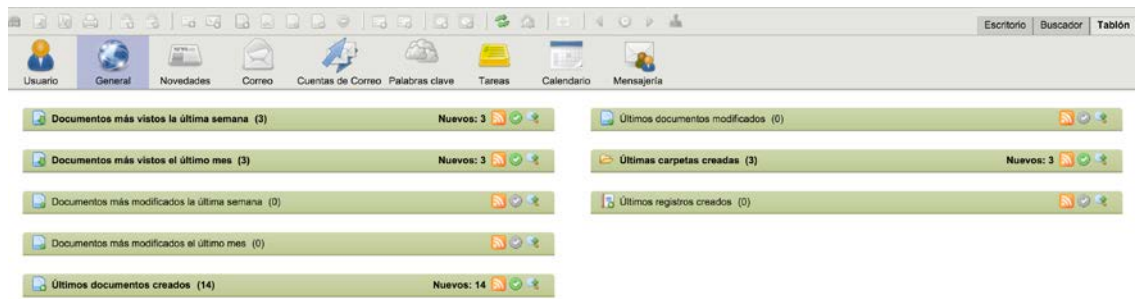 Escritorio Buscador Tablón
Usuario General Novedades Correo Cuentas de Correo Palabras clave Tareas Calendario Mensajería
Documentos más vistos la última semana (3) Nuevos: 3
Documentos más vistos el último mes (3) Nuevos: 3
Documentos más modificados la última semana (0)
Documentos más modificados el último mes (0)
Últimos documentos creados (14) Nuevos: 14
Últimos documentos modificados (0)
Últimas carpetas creadas (3) Nuevos: 3
Últimos registros creados (0)